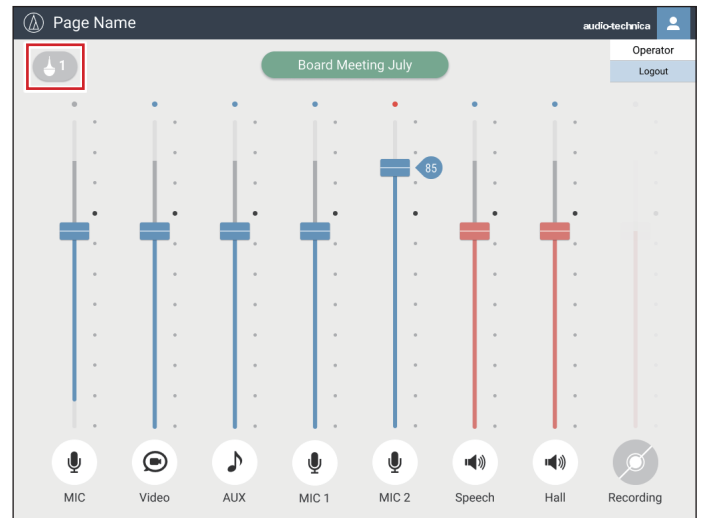 Page Name
audio-technica
Operator
Logout
1
Board Meeting July
85
MIC
Video
AUX
MIC 1
MIC 2
Speech
Hall
Recording